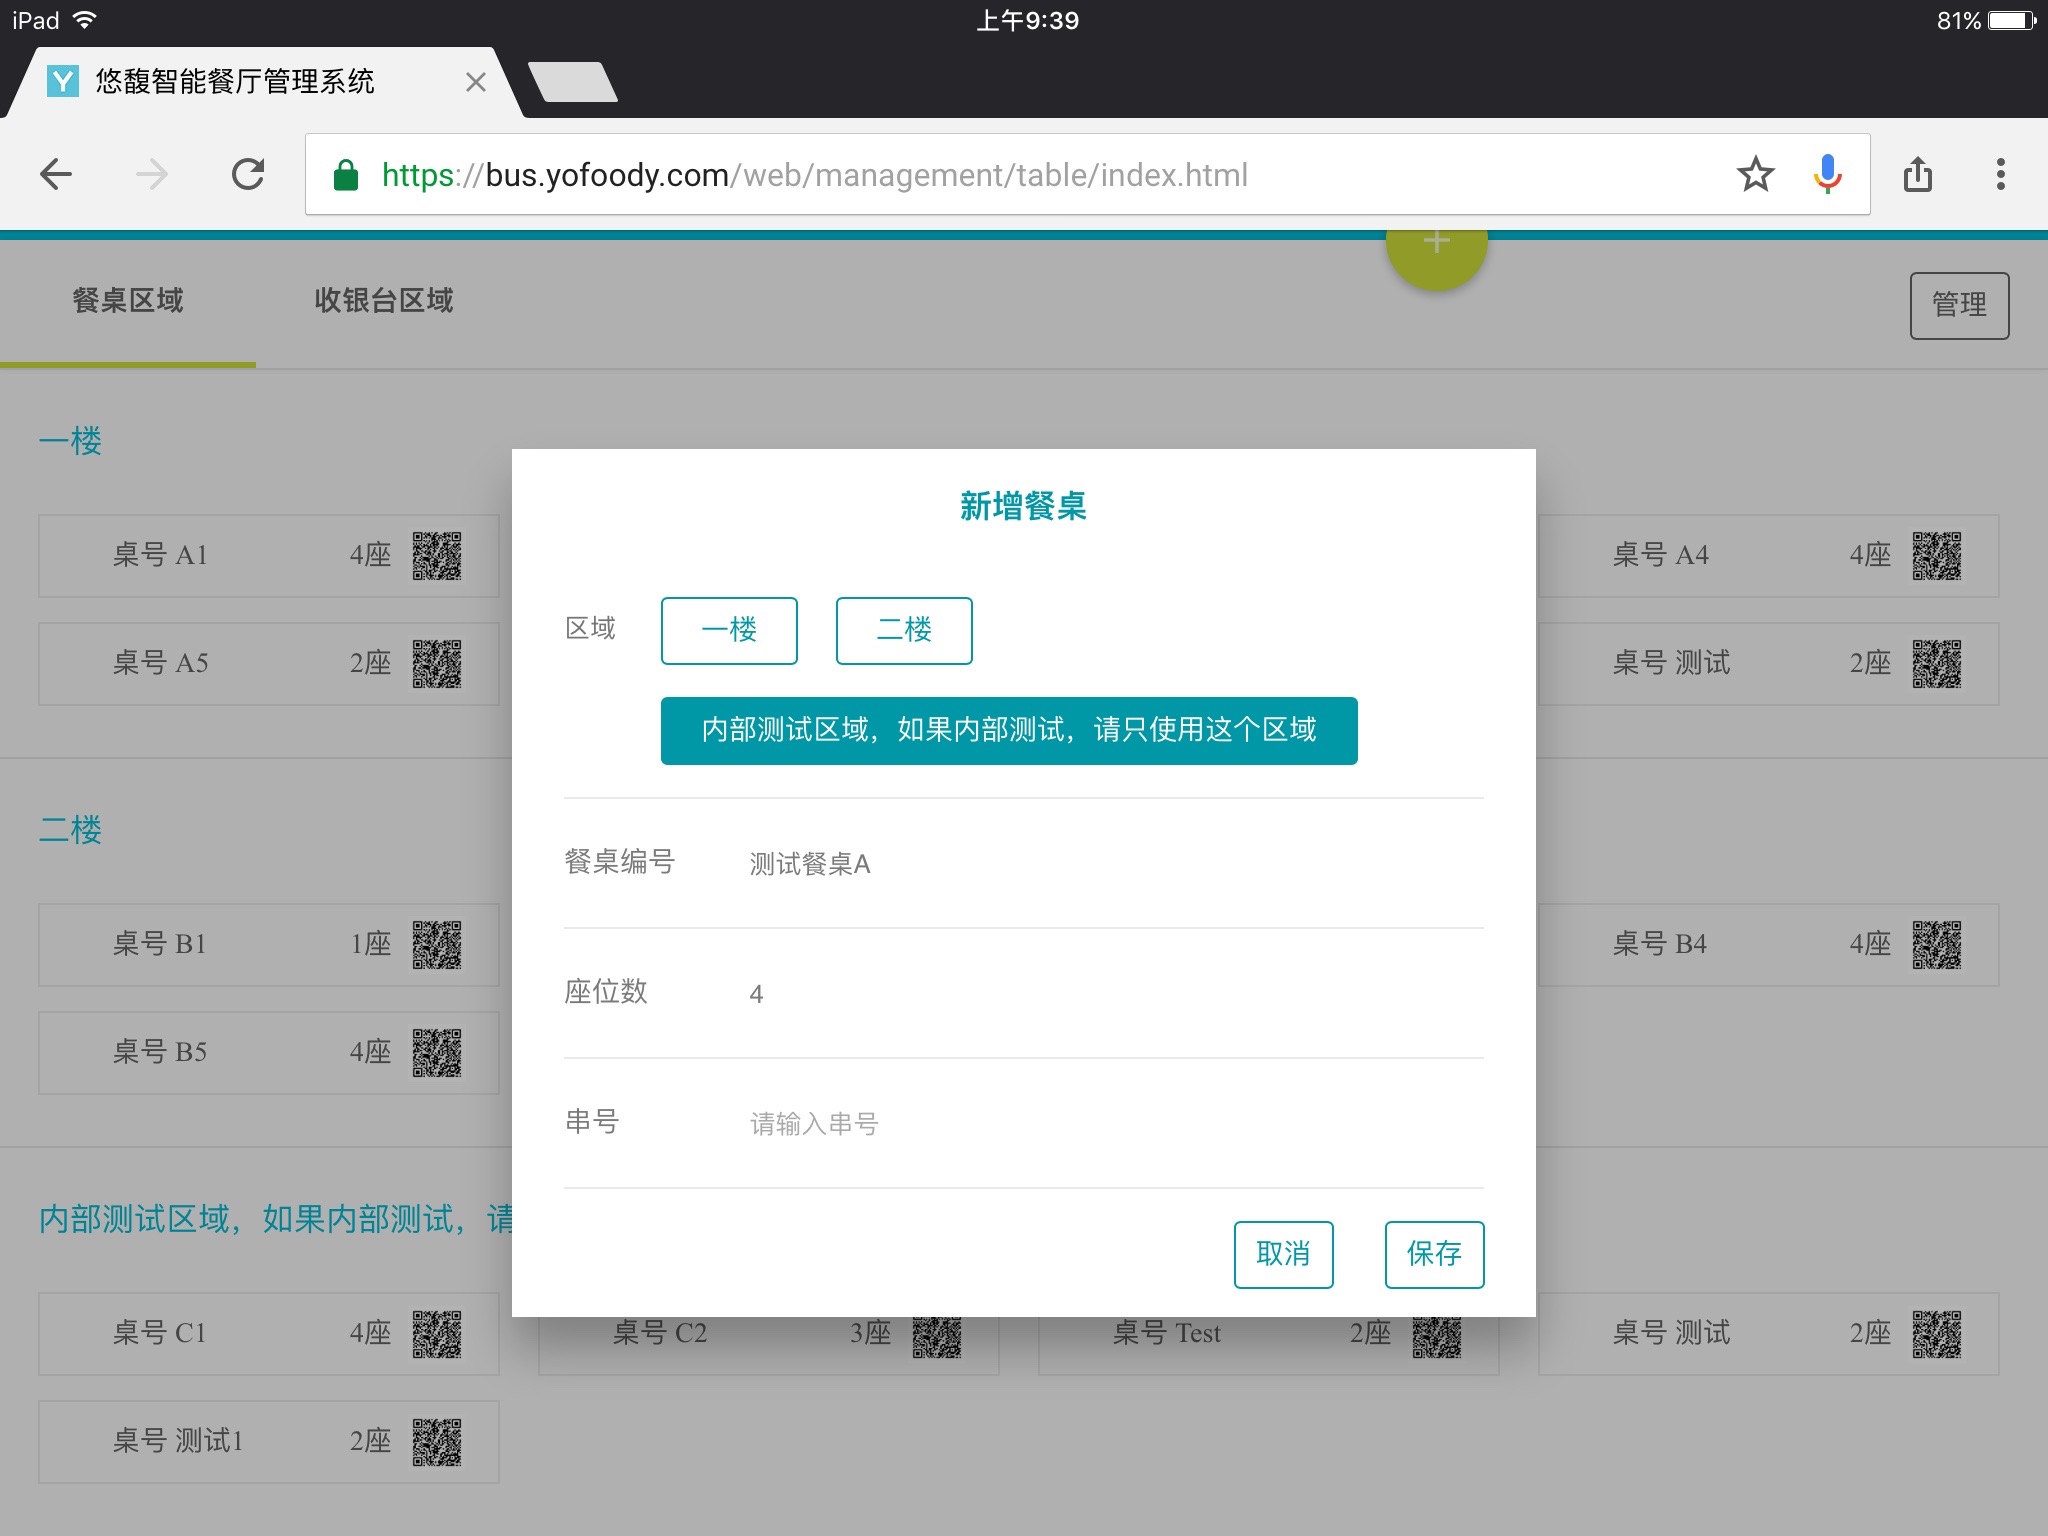 iPad
上午9:39
81%
悠馥智能餐厅管理系统
https://bus.yofoody.com/web/management/table/index.html
餐桌区域
收银台区域
管理
一楼
桌号 A1 4座
桌号 A4 4座
桌号 A5 2座
桌号 测试 2座
新增餐桌
区域
一楼
二楼
内部测试区域，如果内部测试，请只使用这个区域
餐桌编号 测试餐桌A
座位数 4
串号 请输入串号
取消
保存
二楼
桌号 B1 1座
桌号 B4 4座
桌号 B5 4座
内部测试区域，如果内部测试，请
桌号 C1 4座
桌号 C2 3座
桌号 Test 2座
桌号 测试 2座
桌号 测试1 2座